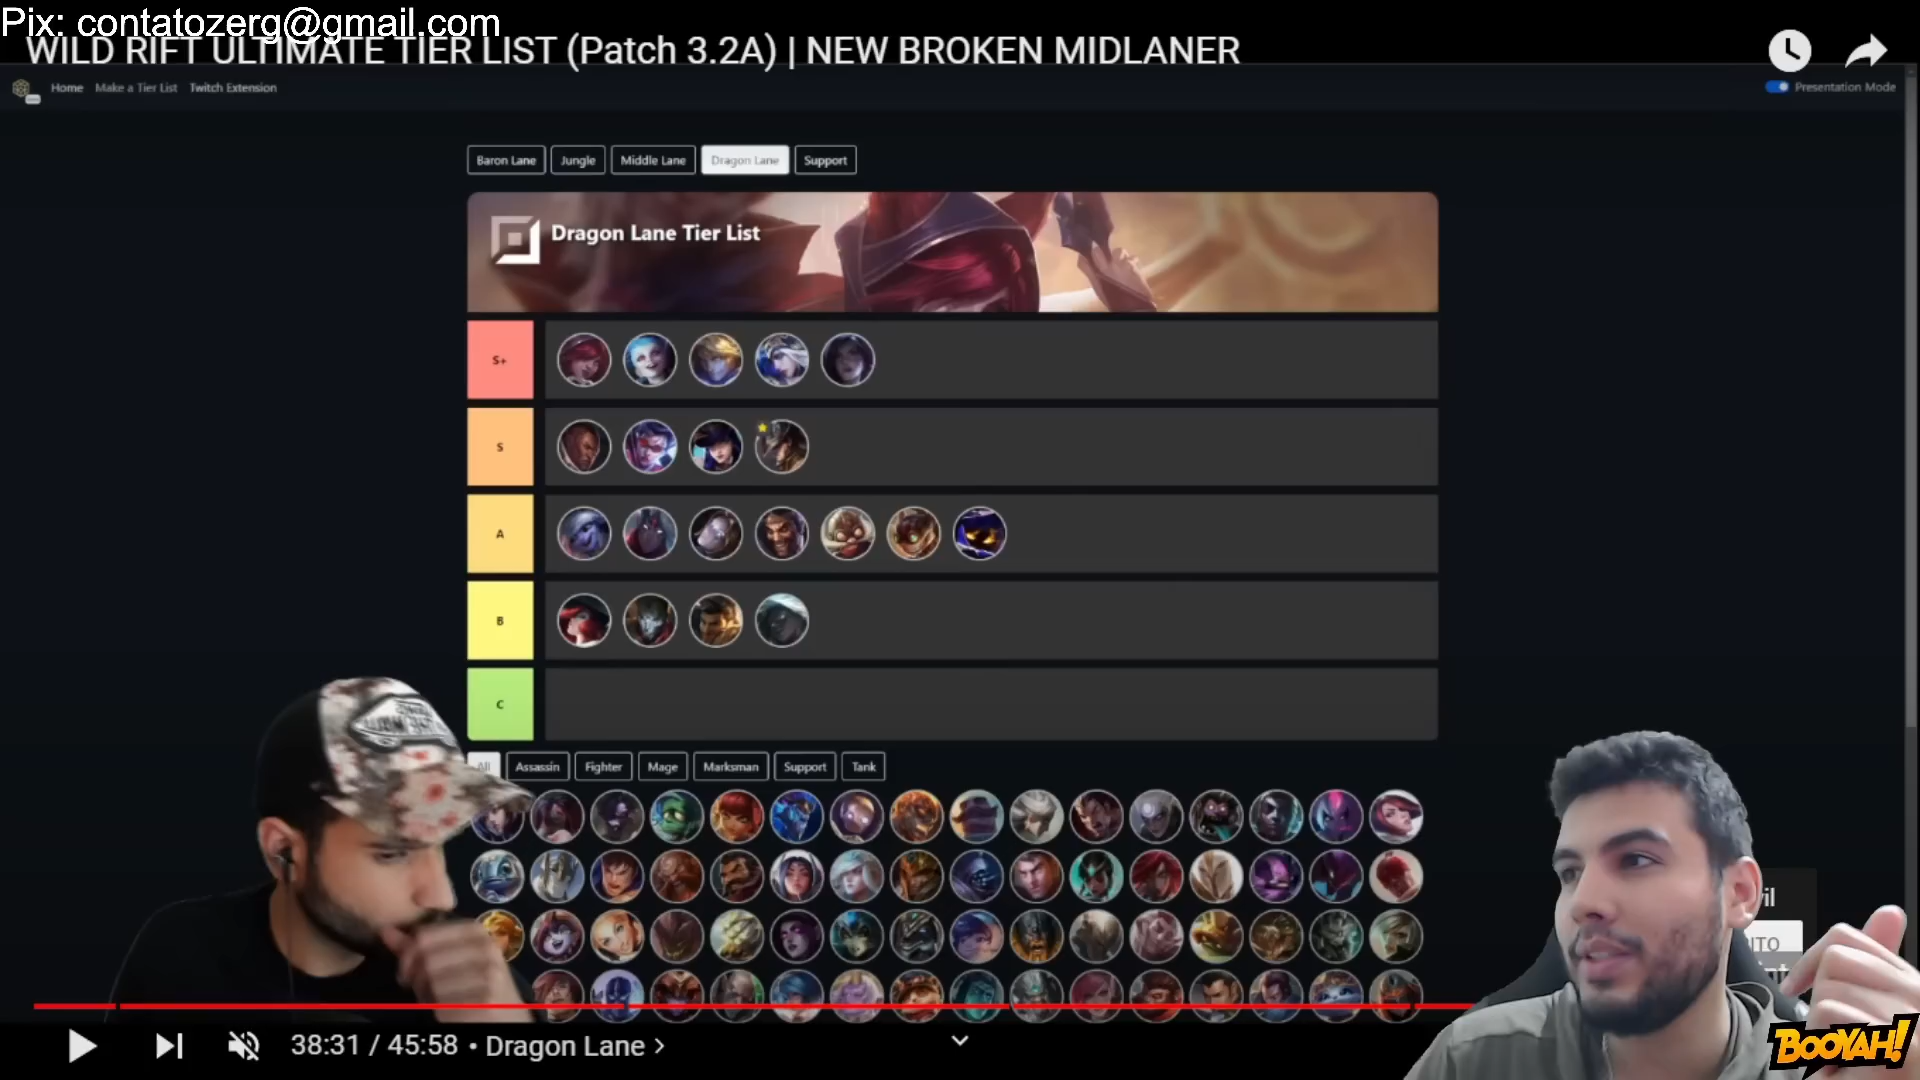 Pix: contatozerg@gmail.com
WILD RIFT ULTIMATE TIER LIST (Patch 3.2A) | NEW BROKEN MIDLANER
Home Make a Tier List Twitch Extension
Presentation Mode
Baron Lane Jungle Middle Lane Dragon Lane Support
Dragon Lane Tier List
S+
S
A
B
C
All Assassin Fighter Mage Marksman Support Tank
38:31 / 45:58 • Dragon Lane >
BOOYAH!